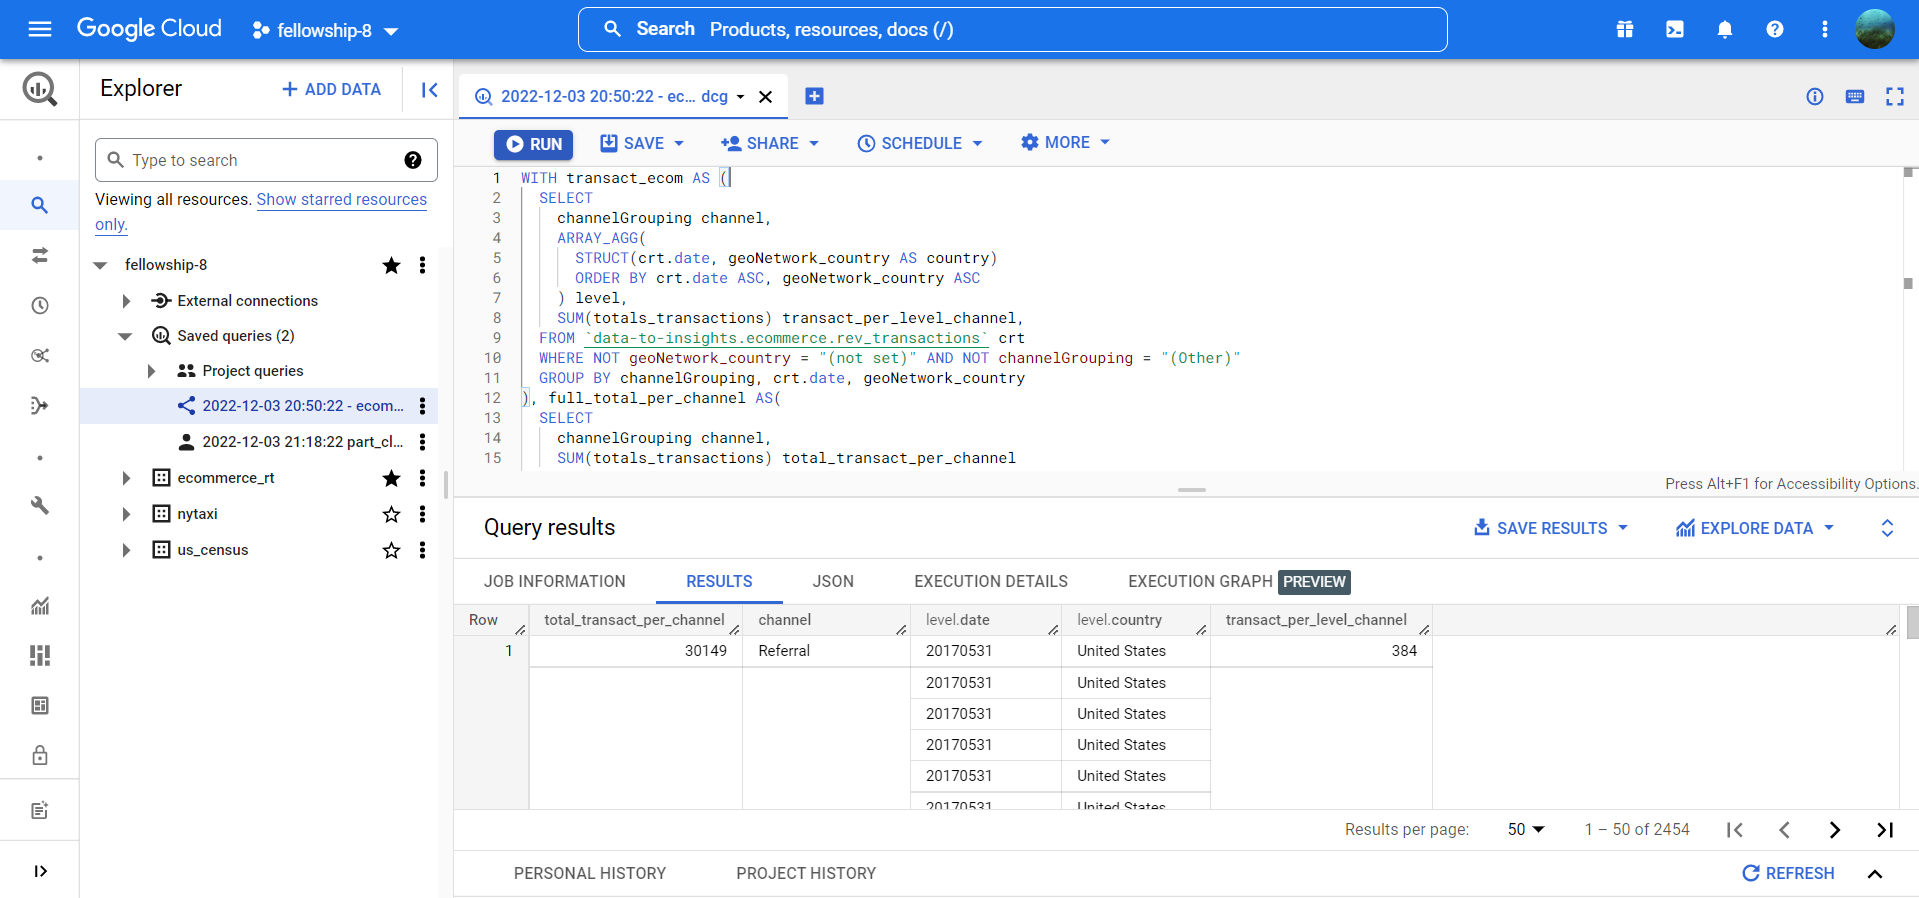 Google Cloud
fellowship-8
Search Products, resources, docs (/)
Explorer
ADD DATA
2022-12-03 20:50:22 - ec... dcg
RUN
SAVE
SHARE
SCHEDULE
MORE
Type to search
Viewing all resources. Show starred resources
only.
fellowship-8
External connections
Saved queries (2)
Project queries
2022-12-03 20:50:22 - ecom...
2022-12-03 21:18:22 part_cl...
ecommerce_rt
nytaxi
us_census
1 WITH transact_ecom AS (
2 SELECT
3 channelGrouping channel,
4 ARRAY_AGG(
5 STRUCT(crt.date, geoNetwork_country AS country)
6 ORDER BY crt.date ASC, geoNetwork_country ASC
7 ) level,
8 SUM(totals_transactions) transact_per_level_channel,
9 FROM `data-to-insights.ecommerce.rev_transactions` crt
10 WHERE NOT geoNetwork_country = "(not set)" AND NOT channelGrouping = "(Other)"
11 GROUP BY channelGrouping, crt.date, geoNetwork_country
12 ), full_total_per_channel AS(
13 SELECT
14 channelGrouping channel,
15 SUM(totals_transactions) total_transact_per_channel
Press Alt+F1 for Accessibility Options.
Query results
SAVE RESULTS
EXPLORE DATA
JOB INFORMATION
RESULTS
JSON
EXECUTION DETAILS
EXECUTION GRAPH PREVIEW
Row total_transact_per_channel channel level.date level.country transact_per_level_channel
1 30149 Referral 20170531 United States 384
20170531 United States
20170531 United States
20170531 United States
20170531 United States
20170531 United States
Results per page: 50 1 – 50 of 2454
PERSONAL HISTORY
PROJECT HISTORY
REFRESH